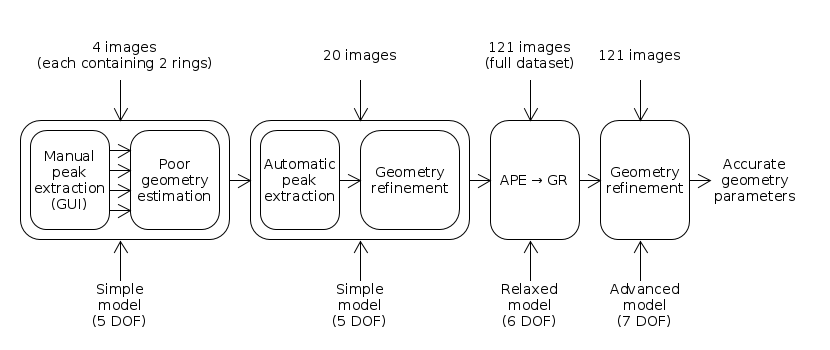 4 images
(each containing 2 rings)
20 images
121 images
(full dataset)
121 images
Manual
peak
extraction
(GUI)
Poor
geometry
estimation
Automatic
peak
extraction
Geometry
refinement
APE → GR
Geometry
refinement
Accurate
geometry
parameters
Simple
model
(5 DOF)
Simple
model
(5 DOF)
Relaxed
model
(6 DOF)
Advanced
model
(7 DOF)